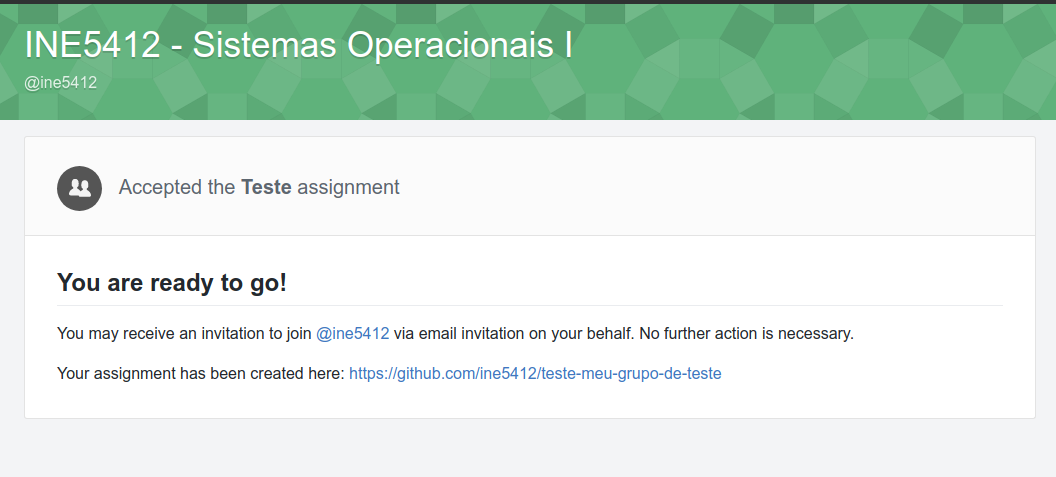 INE5412 - Sistemas Operacionais I
@ine5412
Accepted the Teste assignment
You are ready to go!
You may receive an invitation to join @ine5412 via email invitation on your behalf. No further action is necessary.
Your assignment has been created here: https://github.com/ine5412/teste-meu-grupo-de-teste